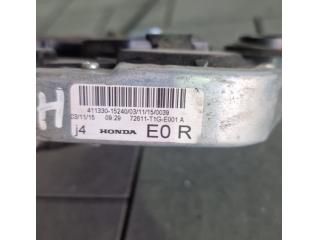 411330-15240/03/11/15/0039
03/11/15 09:29 72611-T1G-E001 A
J4 HONDA E0 R
H